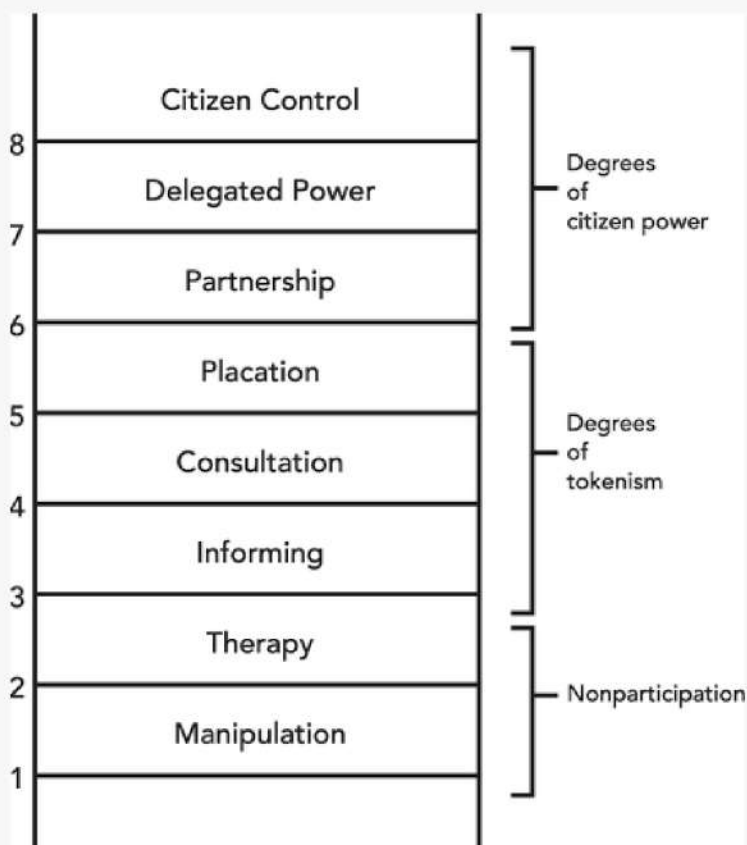 Citizen Control
8
Delegated Power
7
Partnership
6
Placation
5
Consultation
4
Informing
3
Therapy
2
Manipulation
1
Degrees
of
citizen power
Degrees
of
tokenism
Nonparticipation